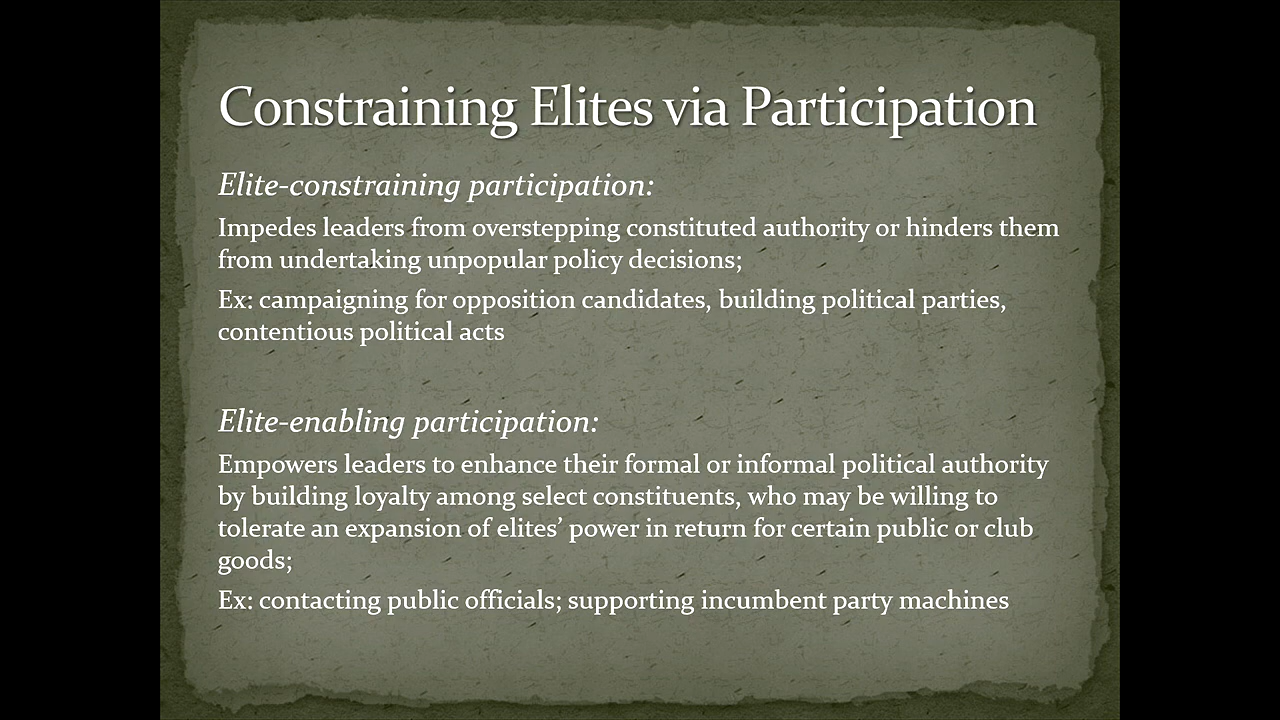 Constraining Elites via Participation
Elite-constraining participation:
Impedes leaders from overstepping constituted authority or hinders them
from undertaking unpopular policy decisions;
Ex: campaigning for opposition candidates, building political parties,
contentious political acts
Elite-enabling participation:
Empowers leaders to enhance their formal or informal political authority
by building loyalty among select constituents, who may be willing to
tolerate an expansion of elites’ power in return for certain public or club
goods;
Ex: contacting public officials; supporting incumbent party machines